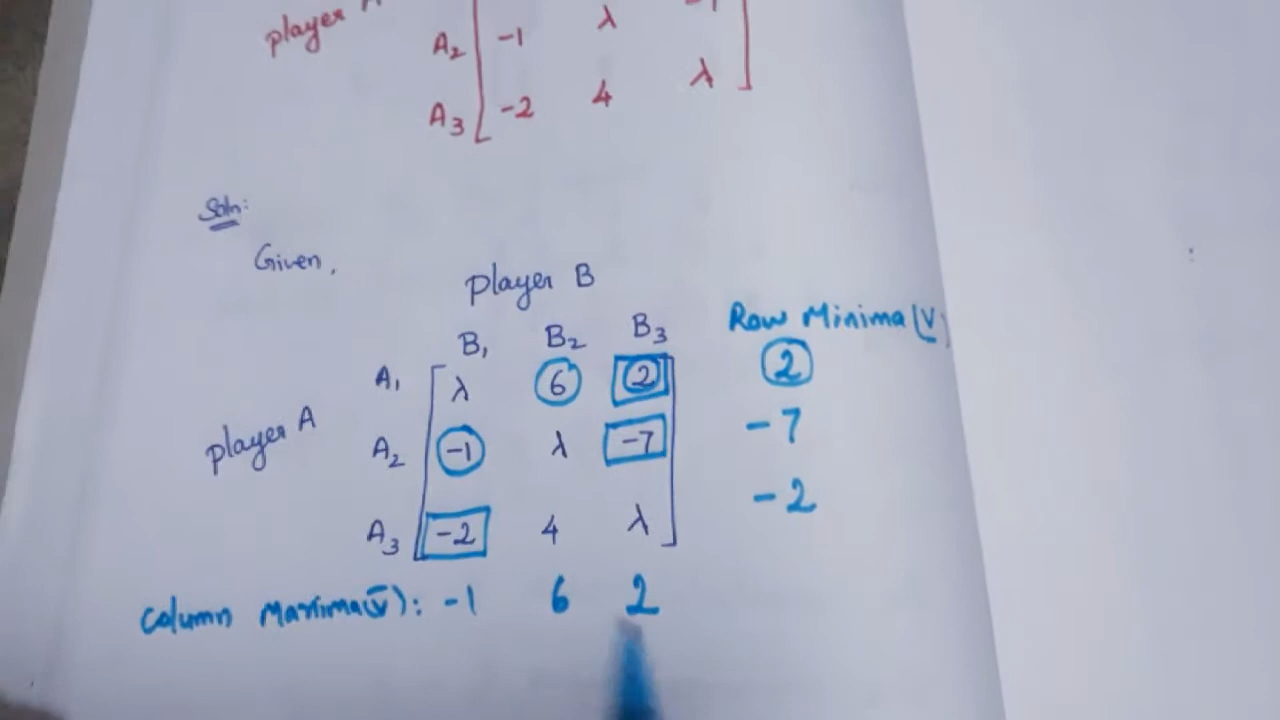 player A
A₂ -1 λ -7
A₃ -2 4 λ
Soln:
Given,
player B
B₁ B₂ B₃ Row Minima (V)
A₁ λ 6 2 2
player A
A₂ -1 λ -7 -7
A₃ -2 4 λ -2
Column Maxima(V̄): -1 6 2